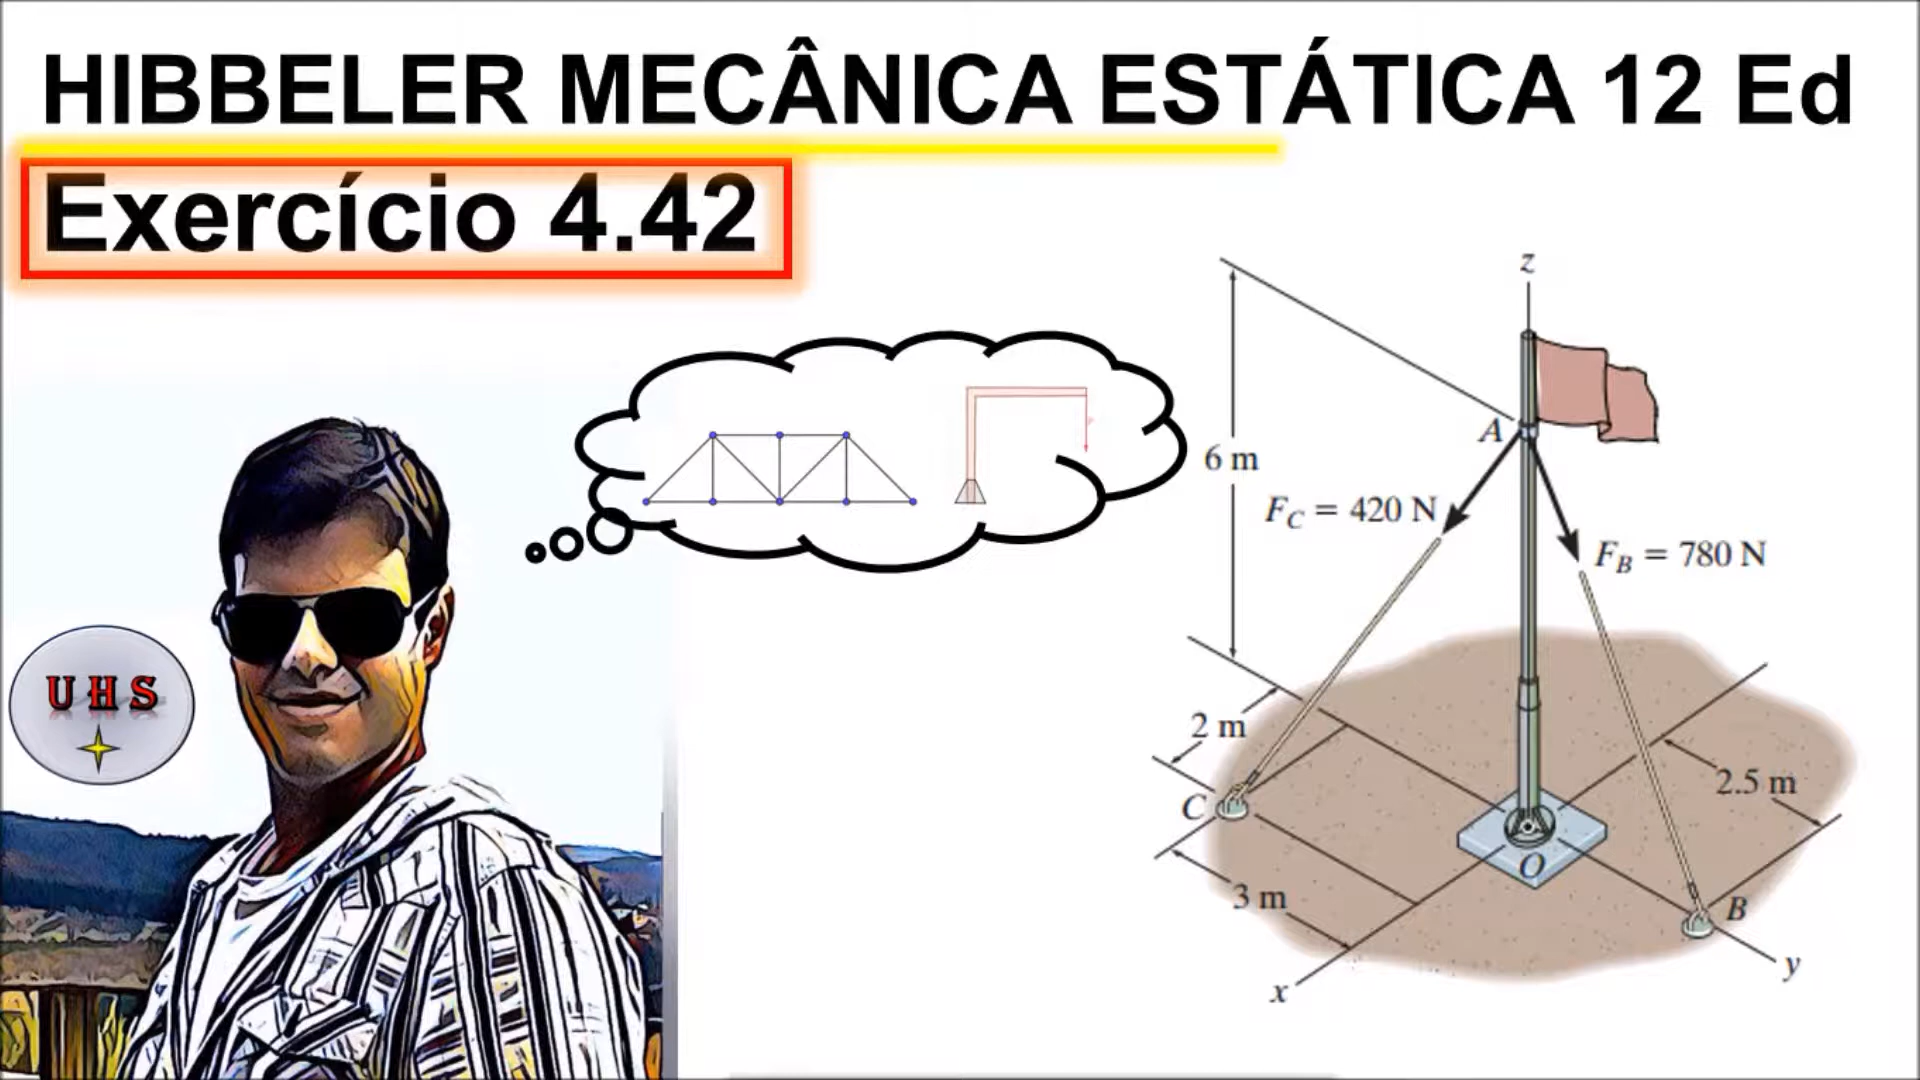 HIBBELER MECÂNICA ESTÁTICA 12 Ed
Exercício 4.42
z
A
6 m
F_C = 420 N
F_B = 780 N
UHS
2 m
2.5 m
C
O
3 m
B
x
y